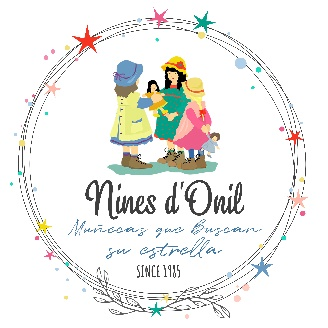 Nines d'Onil
Muñecas que Buscan
su estrella
SINCE 1985